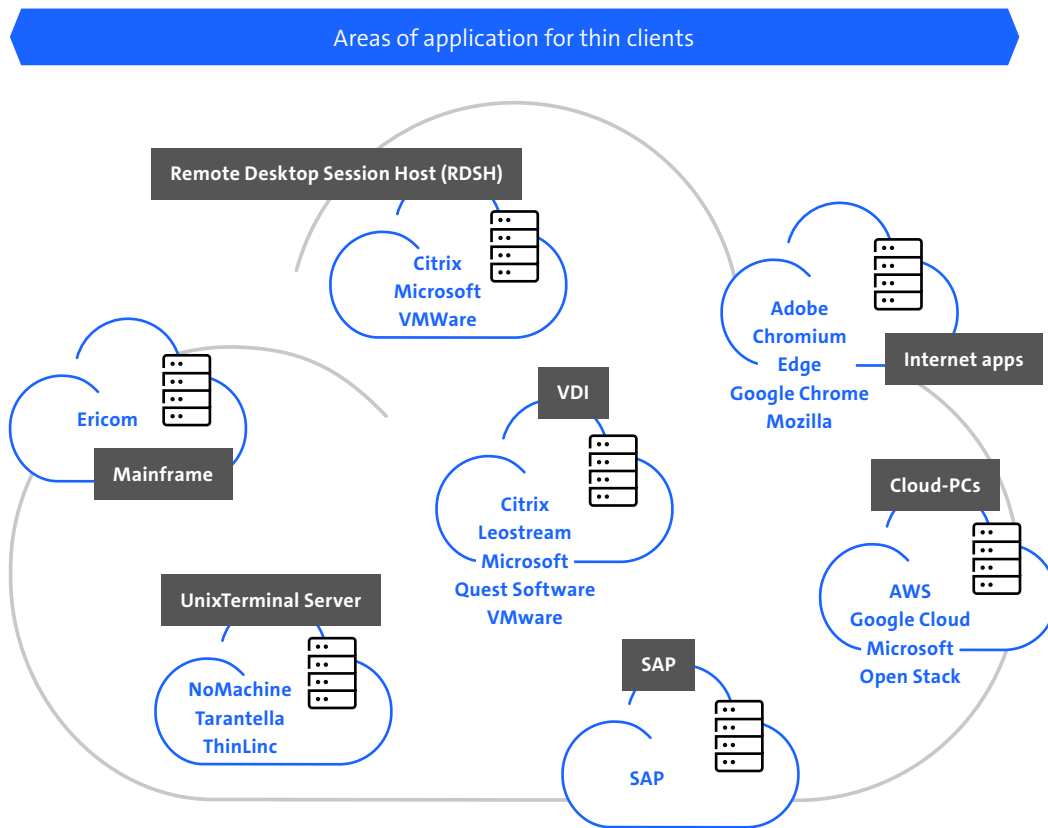 Areas of application for thin clients
Remote Desktop Session Host (RDSH)
Citrix
Microsoft
VMWare
Adobe
Chromium
Edge
Google Chrome
Mozilla
Internet apps
Ericom
Mainframe
VDI
Citrix
Leostream
Microsoft
Quest Software
VMware
Cloud-PCs
AWS
Google Cloud
Microsoft
Open Stack
UnixTerminal Server
NoMachine
Tarantella
ThinLinc
SAP
SAP